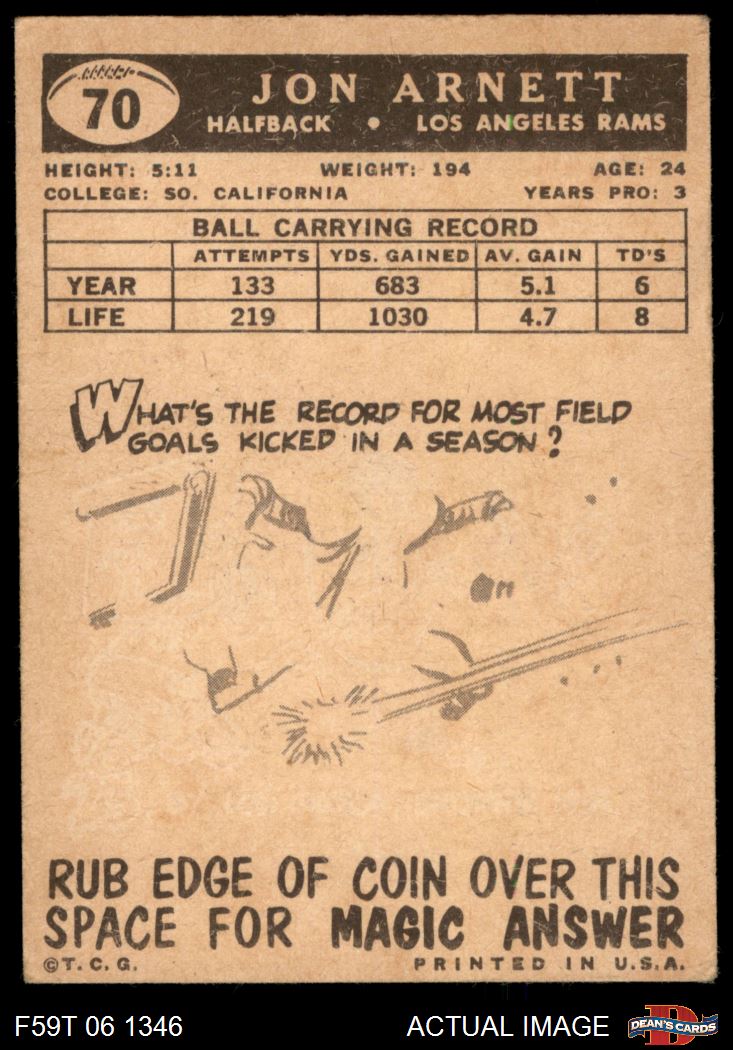 70
JON ARNETT
HALFBACK • LOS ANGELES RAMS
HEIGHT: 5:11 WEIGHT: 194 AGE: 24
COLLEGE: SO. CALIFORNIA YEARS PRO: 3
BALL CARRYING RECORD
ATTEMPTS YDS. GAINED AV. GAIN TD'S
YEAR 133 683 5.1 6
LIFE 219 1030 4.7 8
WHAT'S THE RECORD FOR MOST FIELD
GOALS KICKED IN A SEASON?
RUB EDGE OF COIN OVER THIS
SPACE FOR MAGIC ANSWER
©T.C.G. PRINTED IN U.S.A.
F59T 06 1346 ACTUAL IMAGE DEAN'S CARDS